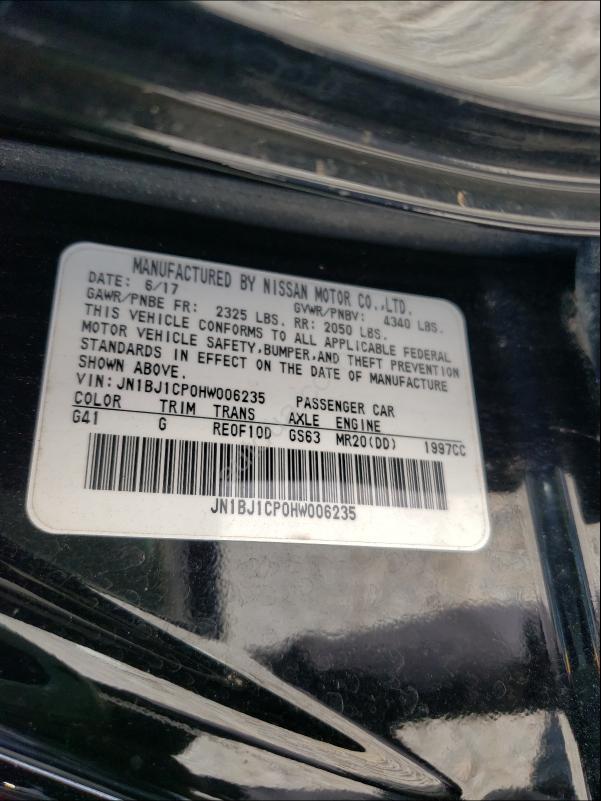 MANUFACTURED BY NISSAN MOTOR CO.,LTD.
DATE: 6/17 GVWR/PNBV: 4340 LBS.
GAWR/PNBE FR: 2325 LBS. RR: 2050 LBS.
THIS VEHICLE CONFORMS TO ALL APPLICABLE FEDERAL
MOTOR VEHICLE SAFETY,BUMPER,AND THEFT PREVENTION
STANDARDS IN EFFECT ON THE DATE OF MANUFACTURE
SHOWN ABOVE.
VIN:JN1BJ1CP0HW006235 PASSENGER CAR
COLOR TRIM TRANS AXLE ENGINE
G41 G RE0F10D GS63 MR20(DD) 1997CC
JN1BJ1CP0HW006235